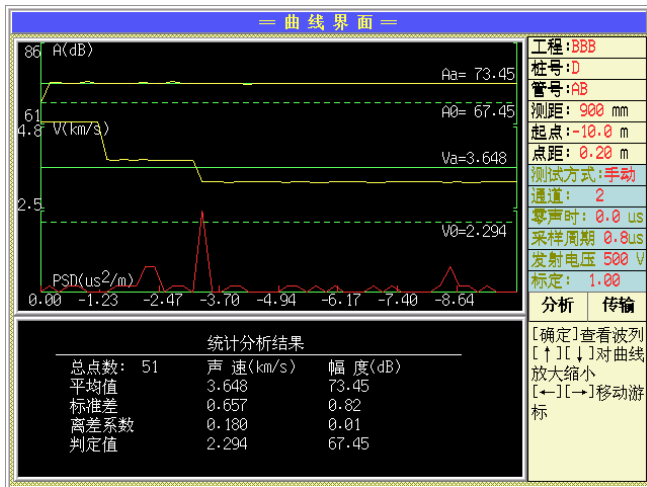 = 曲 线 界 面 =
86 A(dB)
Aa= 73.45
A0= 67.45
61
4.8 V(km/s)
Va=3.648
2.5
V0=2.294
PSD(us2/m)
0.00 -1.23 -2.47 -3.70 -4.94 -6.17 -7.40 -8.64
统计分析结果
总点数: 51 声 速(km/s) 幅 度(dB)
平均值 3.648 73.45
标准差 0.657 0.82
离差系数 0.180 0.01
判定值 2.294 67.45
工程:BBB
桩号:D
管号:AB
测距: 900 mm
起点:-10.0 m
点距: 0.20 m
测试方式:手动
通道: 2
零声时: 0.0 us
采样周期 0.8us
发射电压 500 V
标定: 1.00
分析 传输
[确定]查看波列
[↑][↓]对曲线
放大缩小
[←][→]移动游
标